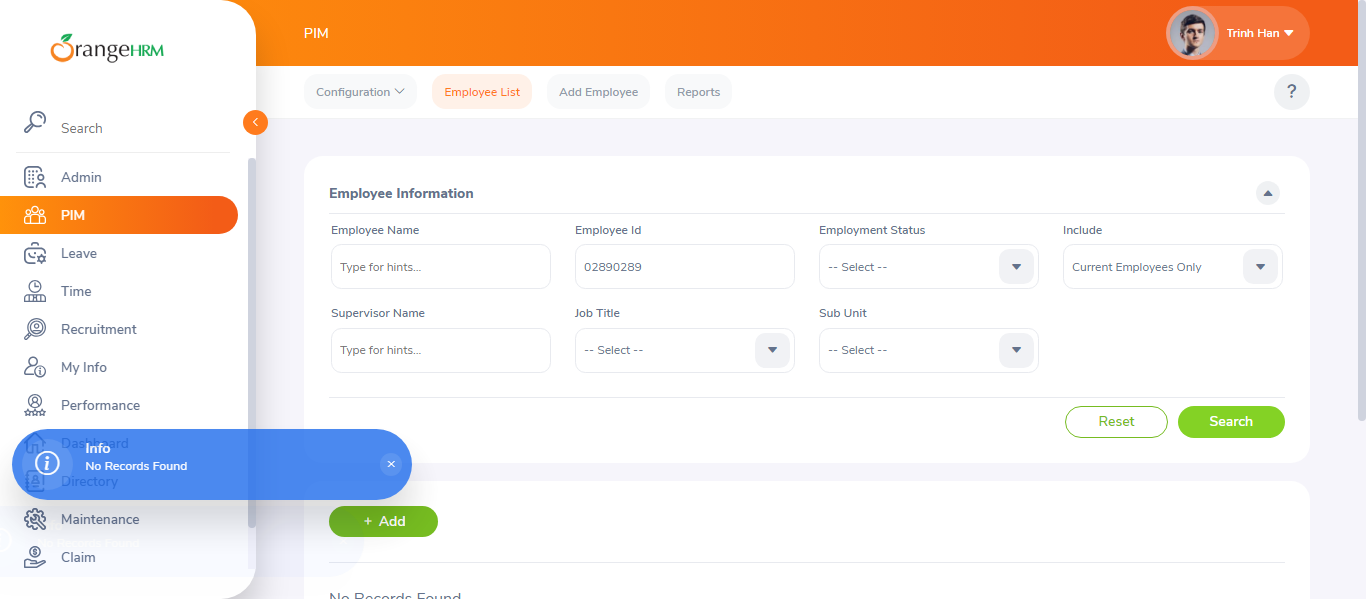 OrangeHRM
PIM
Trinh Han
Configuration
Employee List
Add Employee
Reports
?
Search
Admin
PIM
Leave
Time
Recruitment
My Info
Performance
Dashboard
Directory
Maintenance
Claim
Info
No Records Found
Employee Information
Employee Name
Employee Id
Employment Status
Include
Type for hints...
02890289
-- Select --
Current Employees Only
Supervisor Name
Job Title
Sub Unit
Type for hints...
-- Select --
-- Select --
Reset
Search
+ Add
No Records Found